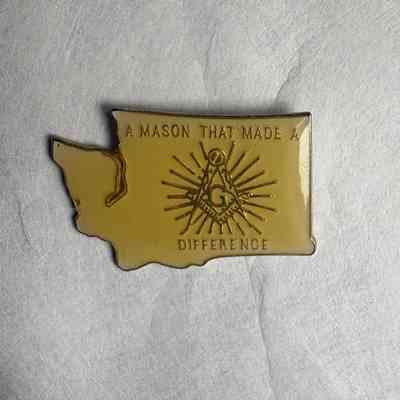 A MASON THAT MADE A
G
DIFFERENCE